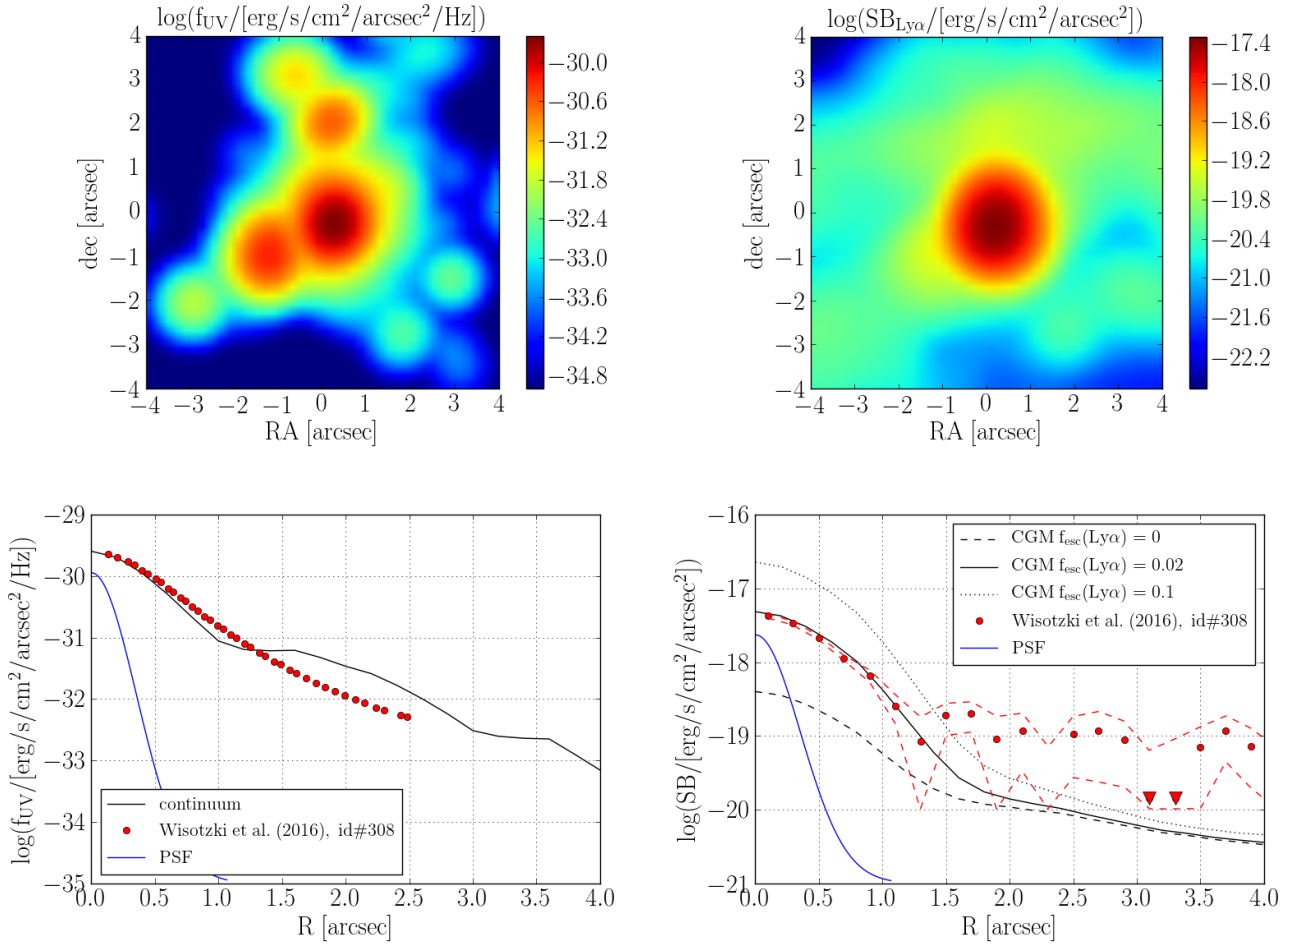 log(f_UV/[erg/s/cm²/arcsec²/Hz])
4
3
2
1
0
−1
−2
−3
−4
dec [arcsec]
−4 −3 −2 −1 0 1 2 3 4
RA [arcsec]
−30.0
−30.6
−31.2
−31.8
−32.4
−33.0
−33.6
−34.2
−34.8
log(SB_Lyα/[erg/s/cm²/arcsec²])
4
3
2
1
0
−1
−2
−3
−4
dec [arcsec]
−4 −3 −2 −1 0 1 2 3 4
RA [arcsec]
−17.4
−18.0
−18.6
−19.2
−19.8
−20.4
−21.0
−21.6
−22.2
−29
−30
−31
−32
−33
−34
−35
log(f_UV/[erg/s/cm²/arcsec²/Hz])
continuum
Wisotzki et al. (2016), id#308
PSF
0.0 0.5 1.0 1.5 2.0 2.5 3.0 3.5 4.0
R [arcsec]
−16
−17
−18
−19
−20
−21
log(SB/[erg/s/cm²/arcsec²])
CGM f_esc(Lyα) = 0
CGM f_esc(Lyα) = 0.02
CGM f_esc(Lyα) = 0.1
Wisotzki et al. (2016), id#308
PSF
0.0 0.5 1.0 1.5 2.0 2.5 3.0 3.5 4.0
R [arcsec]